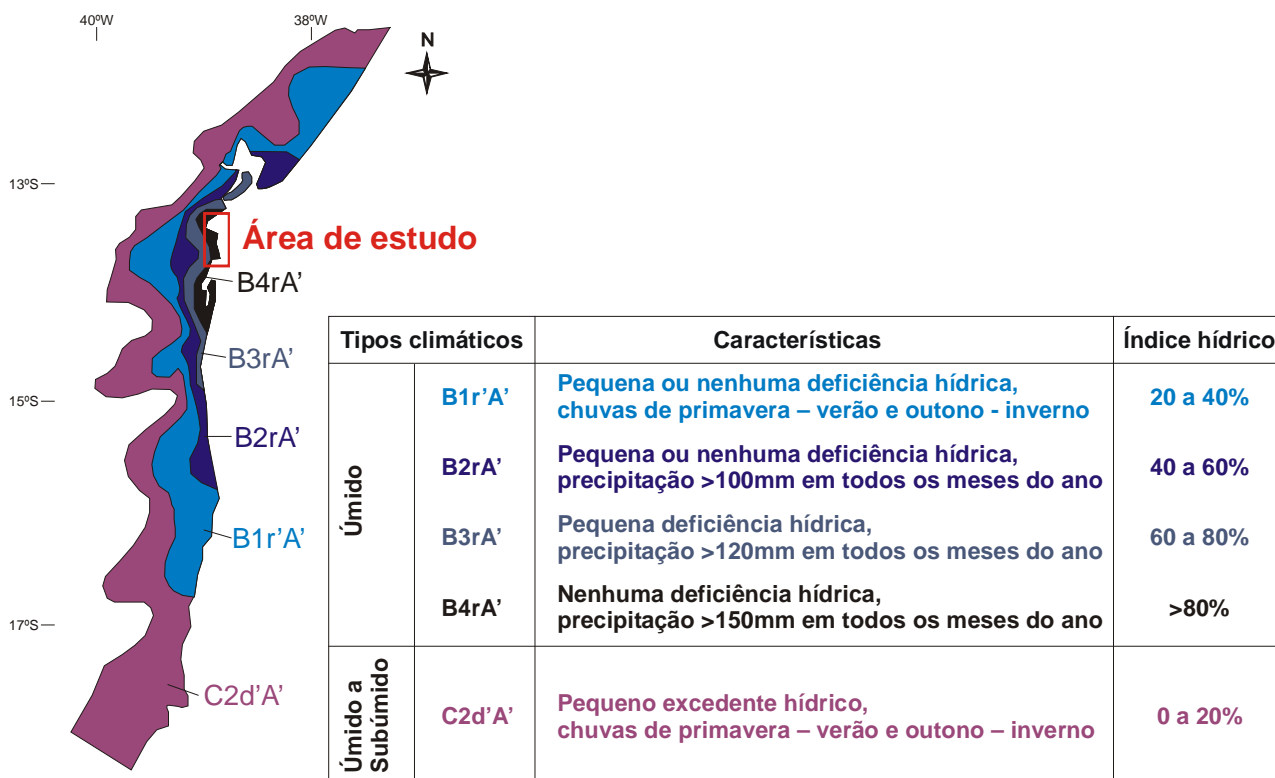 40ºW
38ºW
N
13ºS
Área de estudo
B4rA’
B3rA’
15ºS
B2rA’
B1r’A’
17ºS
C2d’A’
Tipos climáticos
Características
Índice hídrico
Úmido
B1r’A’
Pequena ou nenhuma deficiência hídrica,
chuvas de primavera – verão e outono - inverno
20 a 40%
B2rA’
Pequena ou nenhuma deficiência hídrica,
precipitação >100mm em todos os meses do ano
40 a 60%
B3rA’
Pequena deficiência hídrica,
precipitação >120mm em todos os meses do ano
60 a 80%
B4rA’
Nenhuma deficiência hídrica,
precipitação >150mm em todos os meses do ano
>80%
Úmido a
Subúmido
C2d’A’
Pequeno excedente hídrico,
chuvas de primavera – verão e outono – inverno
0 a 20%